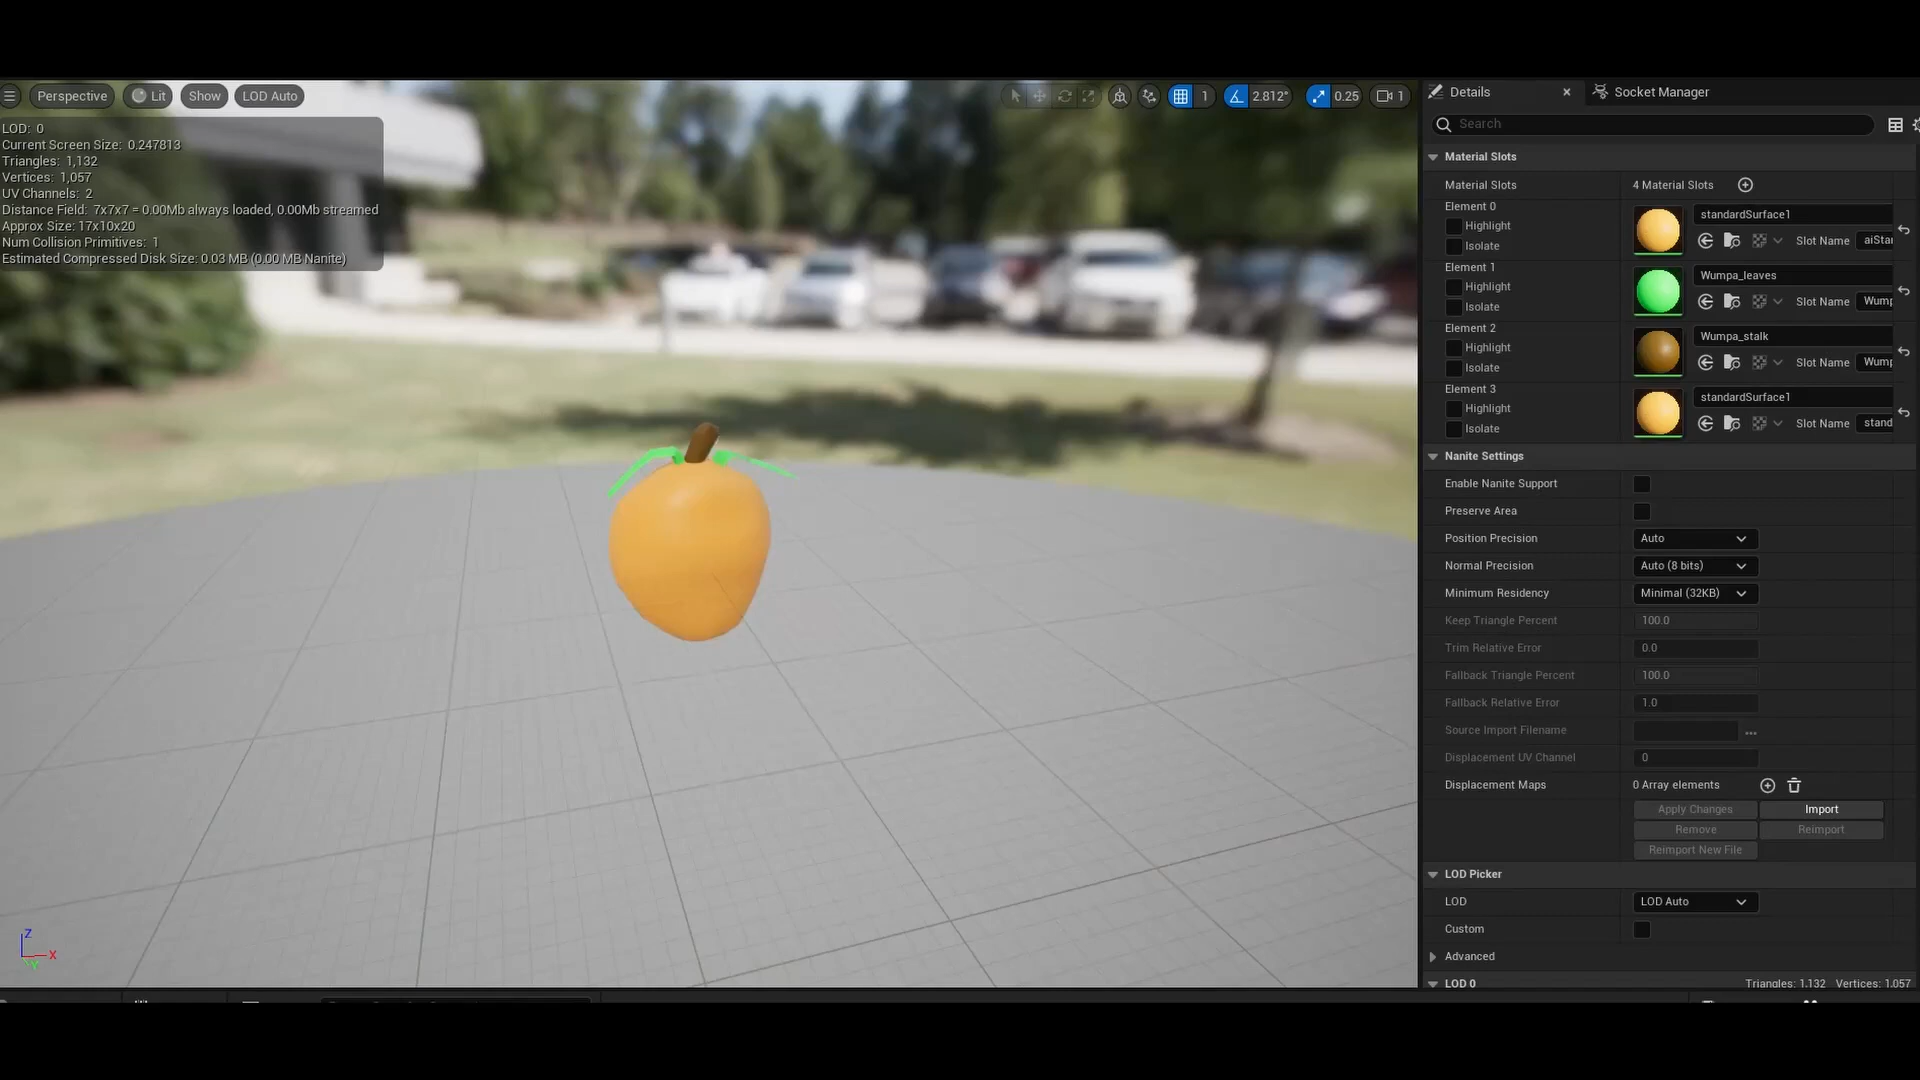 Perspective Lit Show LOD Auto 1 2.812° 0.25 1
LOD: 0
Current Screen Size: 0.247813
Triangles: 1,132
Vertices: 1,057
UV Channels: 2
Distance Field: 7x7x7 = 0.00Mb always loaded, 0.00Mb streamed
Approx Size: 17x10x20
Num Collision Primitives: 1
Estimated Compressed Disk Size: 0.03 MB (0.00 MB Nanite)
Z
X
Y
Details Socket Manager
Search
Material Slots
Material Slots 4 Material Slots
Element 0 standardSurface1
Highlight
Isolate Slot Name aiStar
Element 1 Wumpa_leaves
Highlight
Isolate Slot Name Wump
Element 2 Wumpa_stalk
Highlight
Isolate Slot Name Wump
Element 3 standardSurface1
Highlight
Isolate Slot Name stand
Nanite Settings
Enable Nanite Support
Preserve Area
Position Precision Auto
Normal Precision Auto (8 bits)
Minimum Residency Minimal (32KB)
Keep Triangle Percent 100.0
Trim Relative Error 0.0
Fallback Triangle Percent 100.0
Fallback Relative Error 1.0
Source Import Filename ...
Displacement UV Channel 0
Displacement Maps 0 Array elements
Apply Changes Import
Remove Reimport
Reimport New File
LOD Picker
LOD LOD Auto
Custom
Advanced
LOD 0 Triangles: 1,132 Vertices: 1,057